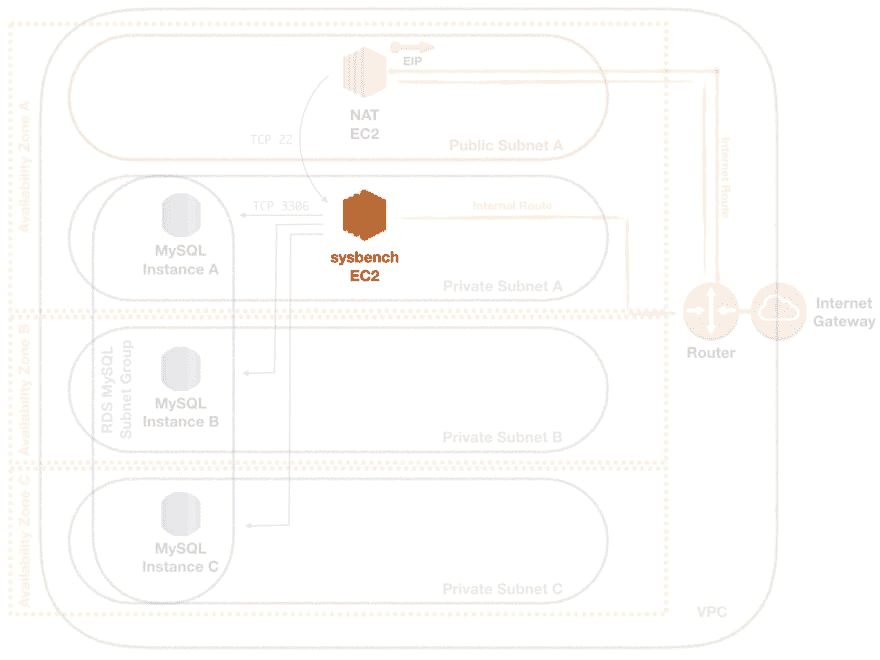 EIP
NAT
EC2
Public Subnet A
TCP 22
Availability Zone A
Internet Route
TCP 3306
Internal Route
MySQL
Instance A
sysbench
EC2
Private Subnet A
Internet
Gateway
Router
Availability Zone B
RDS MySQL
Subnet Group
MySQL
Instance B
Private Subnet B
Availability Zone C
MySQL
Instance C
Private Subnet C
VPC